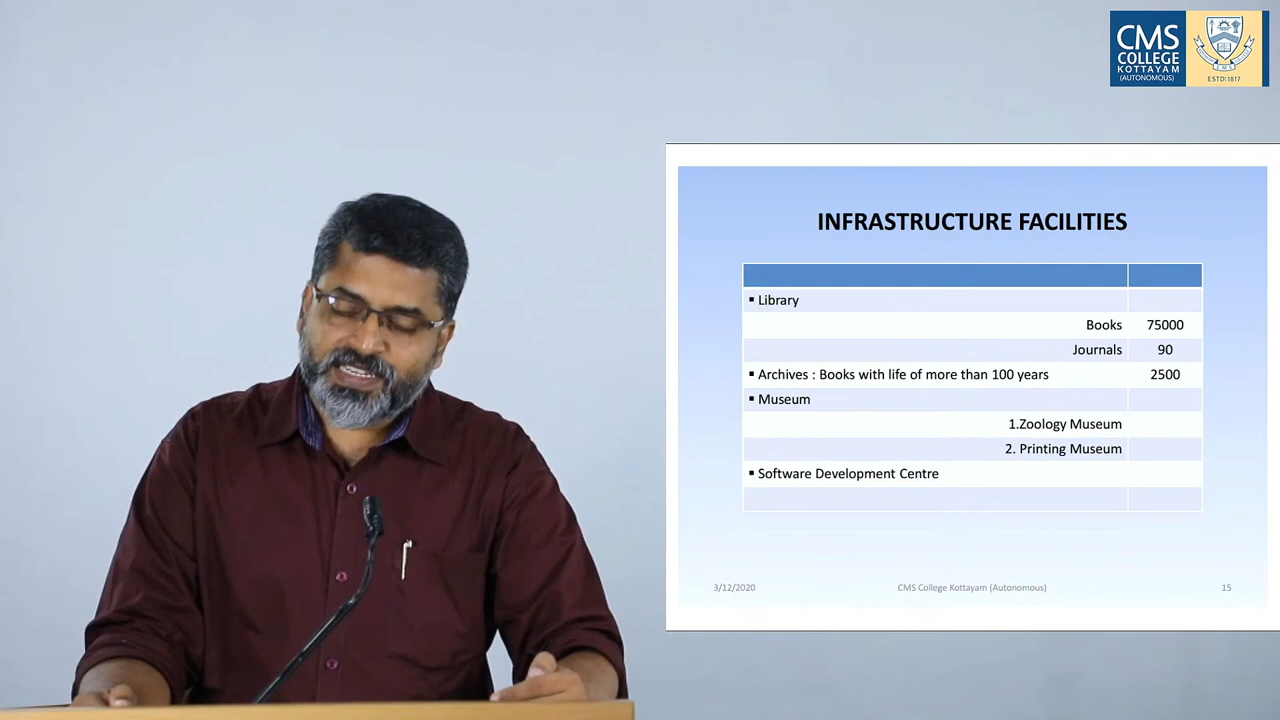 CMS
COLLEGE
KOTTAYAM
(AUTONOMOUS)
C M S
ESTD:1817
INFRASTRUCTURE FACILITIES
▪ Library
Books 75000
Journals 90
▪ Archives : Books with life of more than 100 years 2500
▪ Museum
1.Zoology Museum
2. Printing Museum
▪ Software Development Centre
3/12/2020 CMS College Kottayam (Autonomous) 15